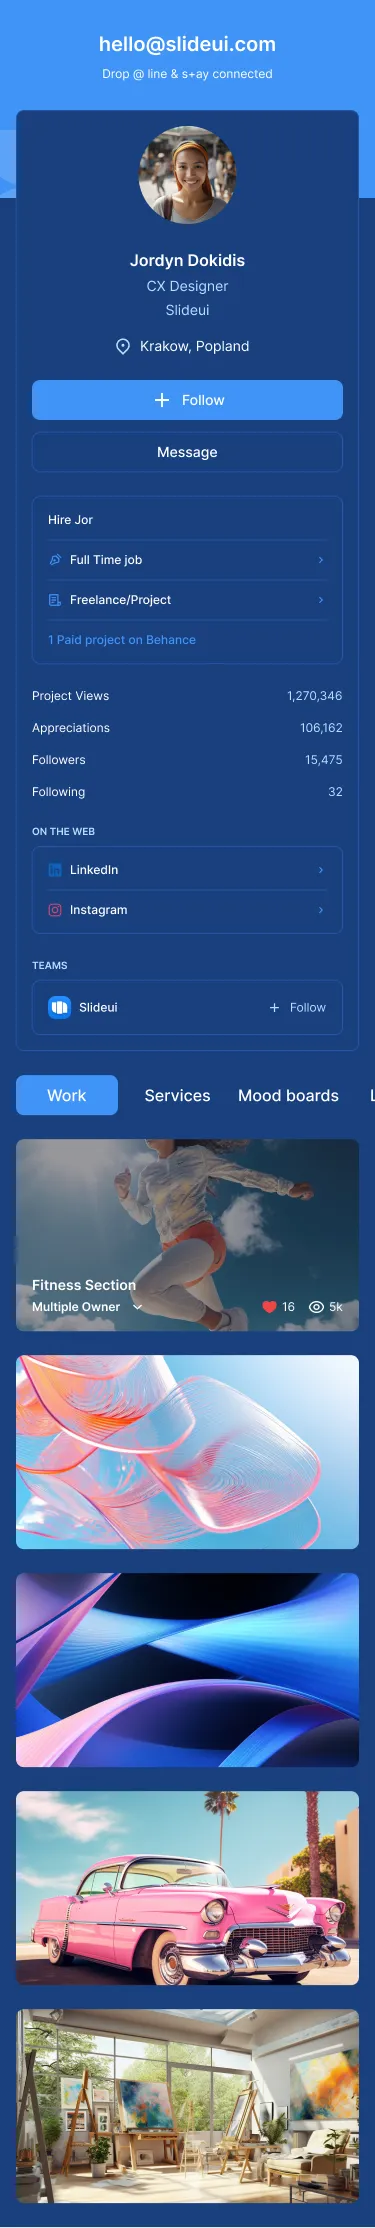 hello@slideui.com
Drop @ line & s+ay connected
Jordyn Dokidis
CX Designer
Slideui
Krakow, Popland
Follow
Message
Hire Jor
Full Time job
Freelance/Project
1 Paid project on Behance
Project Views 1,270,346
Appreciations 106,162
Followers 15,475
Following 32
ON THE WEB
LinkedIn
Instagram
TEAMS
Slideui Follow
Work Services Mood boards
Fitness Section
Multiple Owner 16 5k